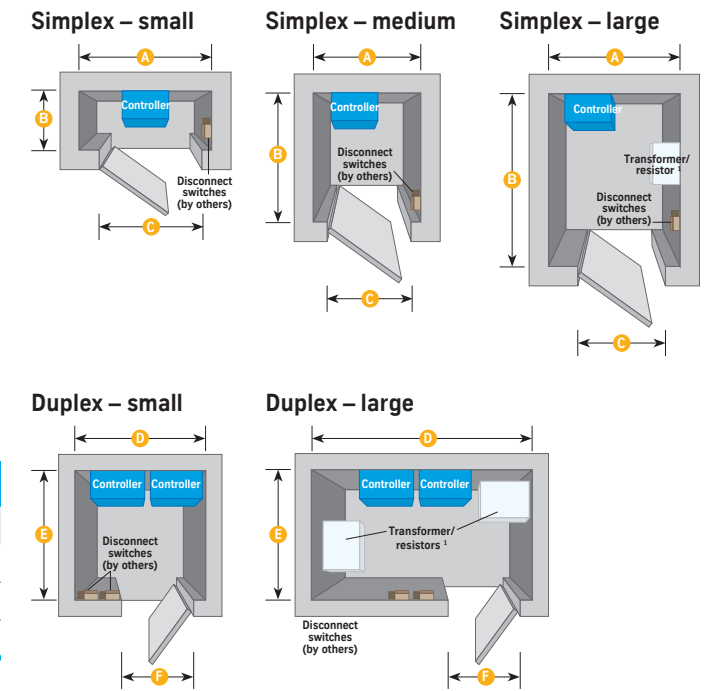 Simplex – small
A
B
Controller
Disconnect
switches
(by others)
C
Simplex – medium
A
B
Controller
Disconnect
switches
(by others)
C
Simplex – large
A
B
Controller
Transformer/
resistor ¹
Disconnect
switches
(by others)
C
Duplex – small
D
E
Controller Controller
Disconnect
switches
(by others)
F
Duplex – large
D
E
Controller Controller
Transformer/
resistors ¹
Disconnect
switches
(by others)
F